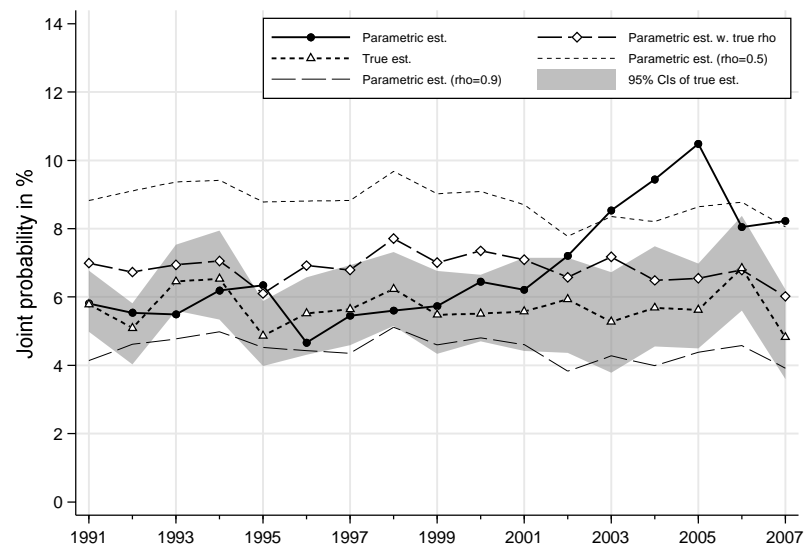 Parametric est.
Parametric est. w. true rho
True est.
Parametric est. (rho=0.5)
Parametric est. (rho=0.9)
95% CIs of true est.
Joint probability in %
14
12
10
8
6
4
2
0
1991 1993 1995 1997 1999 2001 2003 2005 2007